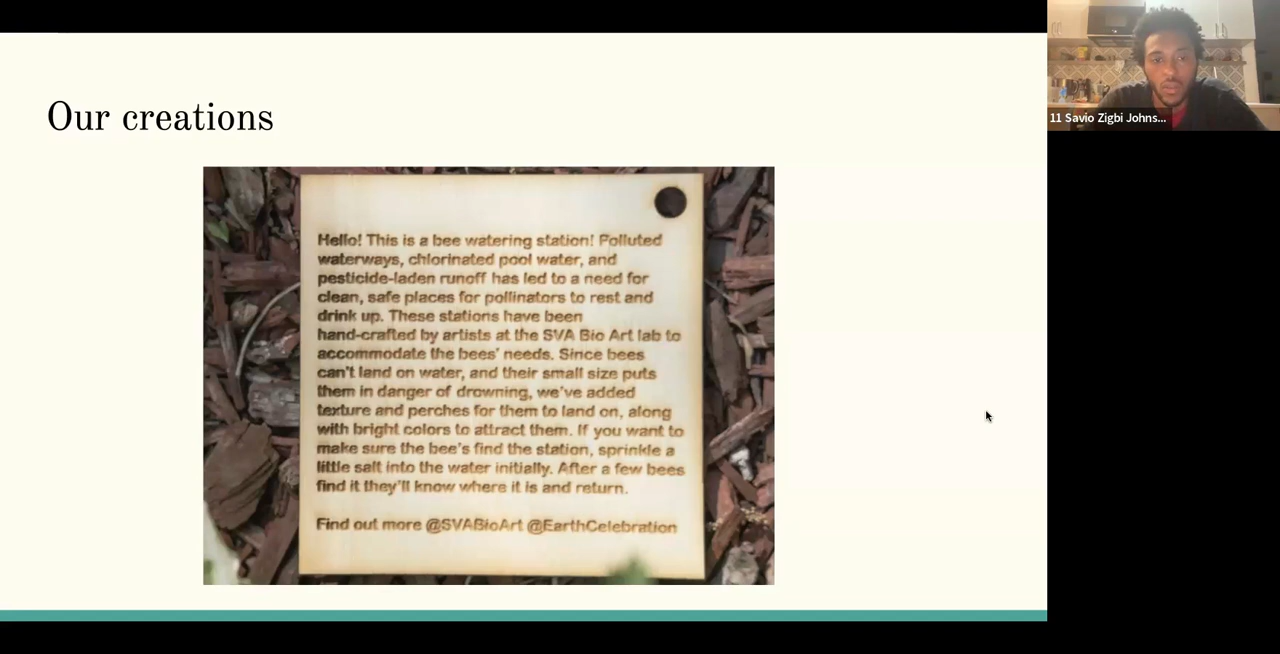 Our creations
Hello! This is a bee watering station! Polluted
waterways, chlorinated pool water, and
pesticide-laden runoff has led to a need for
clean, safe places for pollinators to rest and
drink up. These stations have been
hand-crafted by artists at the SVA Bio Art lab to
accommodate the bees' needs. Since bees
can't land on water, and their small size puts
them in danger of drowning, we've added
texture and perches for them to land on, along
with bright colors to attract them. If you want to
make sure the bee's find the station, sprinkle a
little salt into the water initially. After a few bees
find it they'll know where it is and return.
Find out more @SVABioArt @EarthCelebration
11 Savio Zigbi Johns...